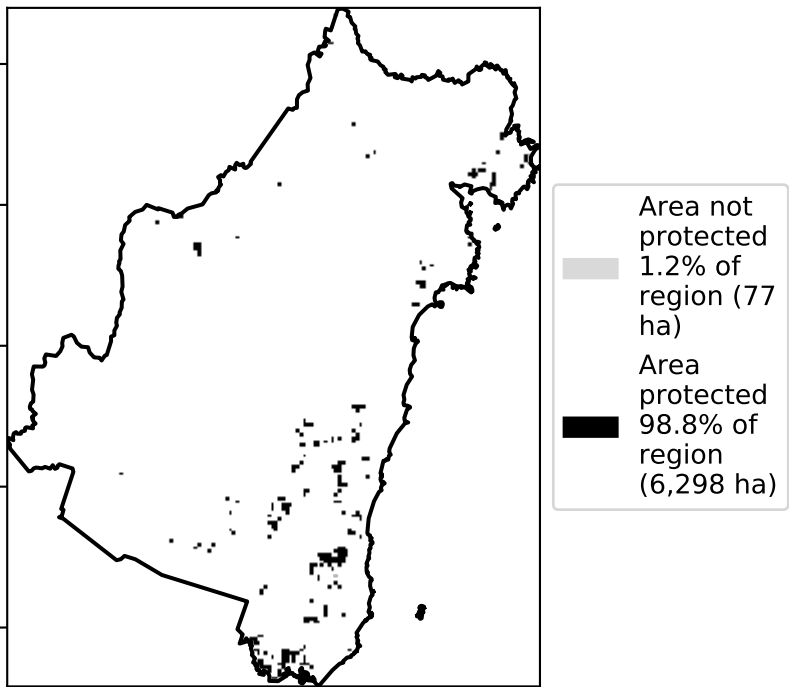 Area not
protected
1.2% of
region (77
ha)
Area
protected
98.8% of
region
(6,298 ha)